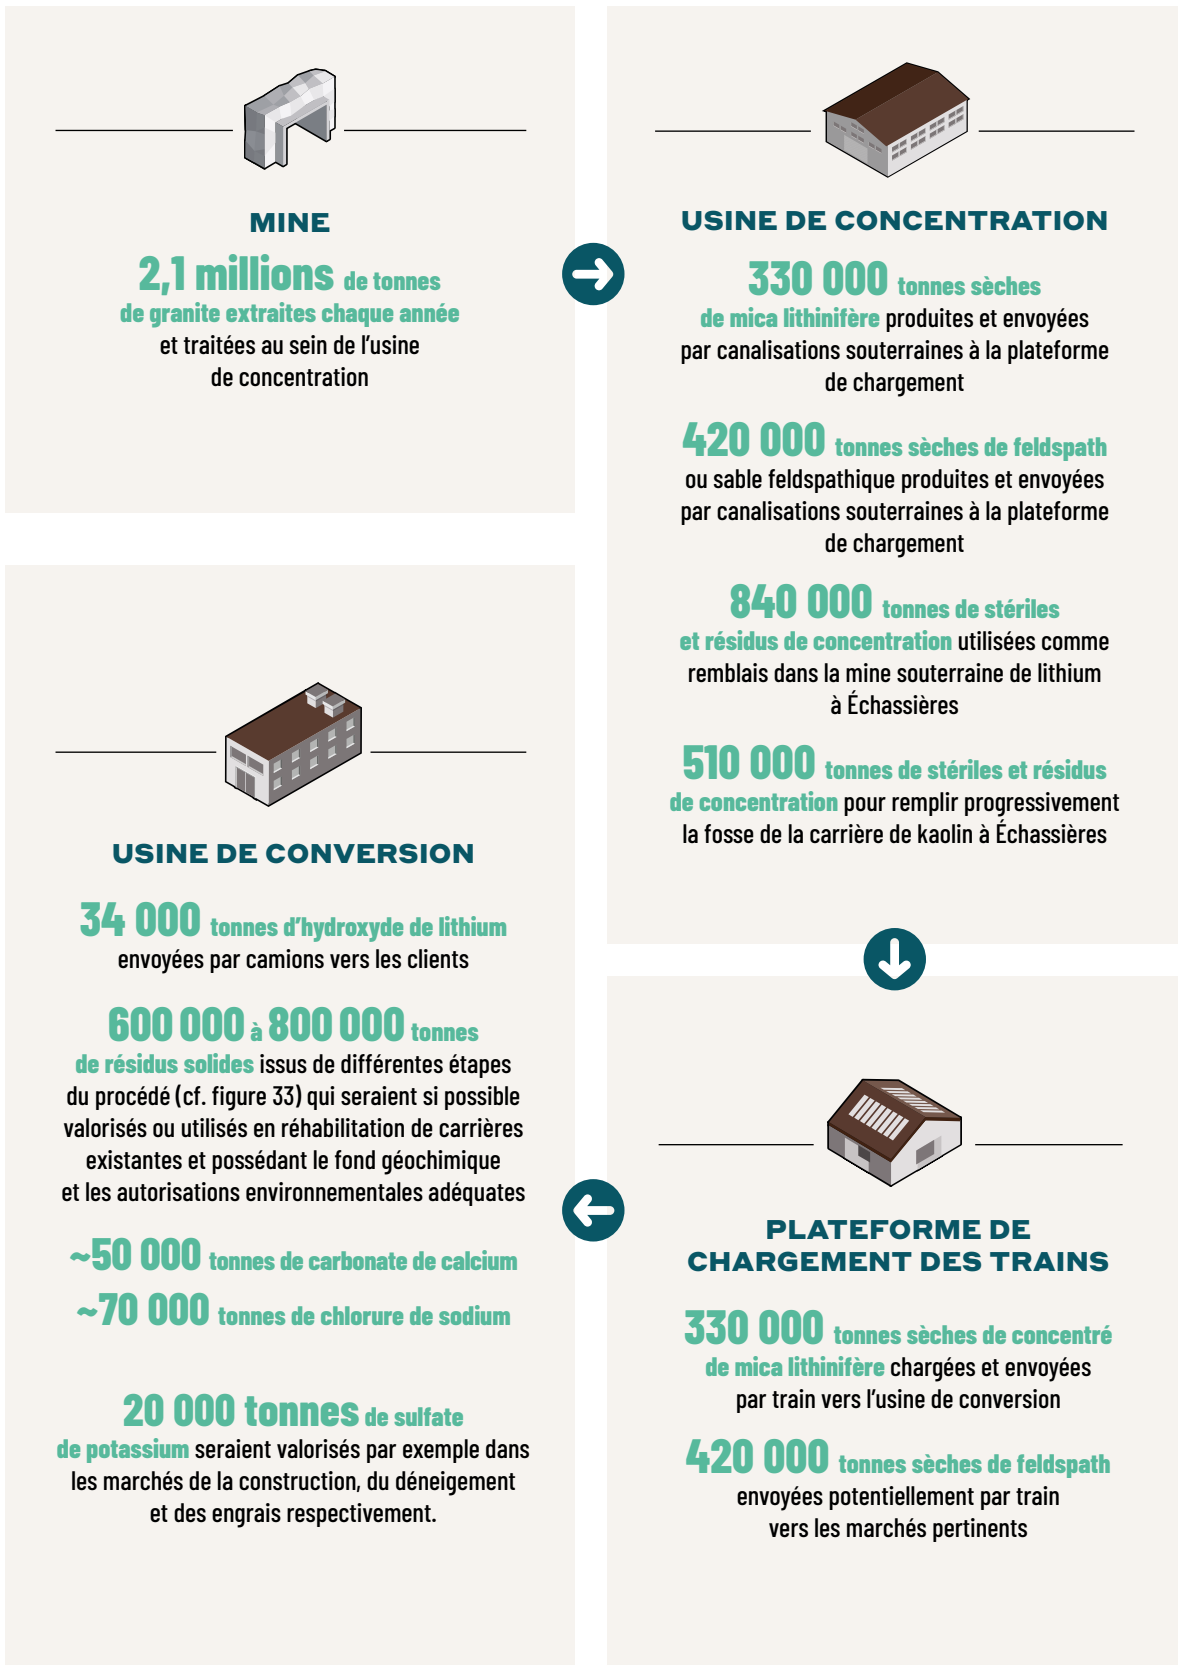 MINE
2,1 millions de tonnes
de granite extraites chaque année
et traitées au sein de l’usine
de concentration
USINE DE CONCENTRATION
330 000 tonnes sèches
de mica lithinifère produites et envoyées
par canalisations souterraines à la plateforme
de chargement
420 000 tonnes sèches de feldspath
ou sable feldspathique produites et envoyées
par canalisations souterraines à la plateforme
de chargement
840 000 tonnes de stériles
et résidus de concentration utilisées comme
remblais dans la mine souterraine de lithium
à Échassières
510 000 tonnes de stériles et résidus
de concentration pour remplir progressivement
la fosse de la carrière de kaolin à Échassières
PLATEFORME DE
CHARGEMENT DES TRAINS
330 000 tonnes sèches de concentré
de mica lithinifère chargées et envoyées
par train vers l’usine de conversion
420 000 tonnes sèches de feldspath
envoyées potentiellement par train
vers les marchés pertinents
USINE DE CONVERSION
34 000 tonnes d’hydroxyde de lithium
envoyées par camions vers les clients
600 000 à 800 000 tonnes
de résidus solides issus de différentes étapes
du procédé (cf. figure 33) qui seraient si possible
valorisés ou utilisés en réhabilitation de carrières
existantes et possédant le fond géochimique
et les autorisations environnementales adéquates
~50 000 tonnes de carbonate de calcium
~70 000 tonnes de chlorure de sodium
20 000 tonnes de sulfate
de potassium seraient valorisés par exemple dans
les marchés de la construction, du déneigement
et des engrais respectivement.